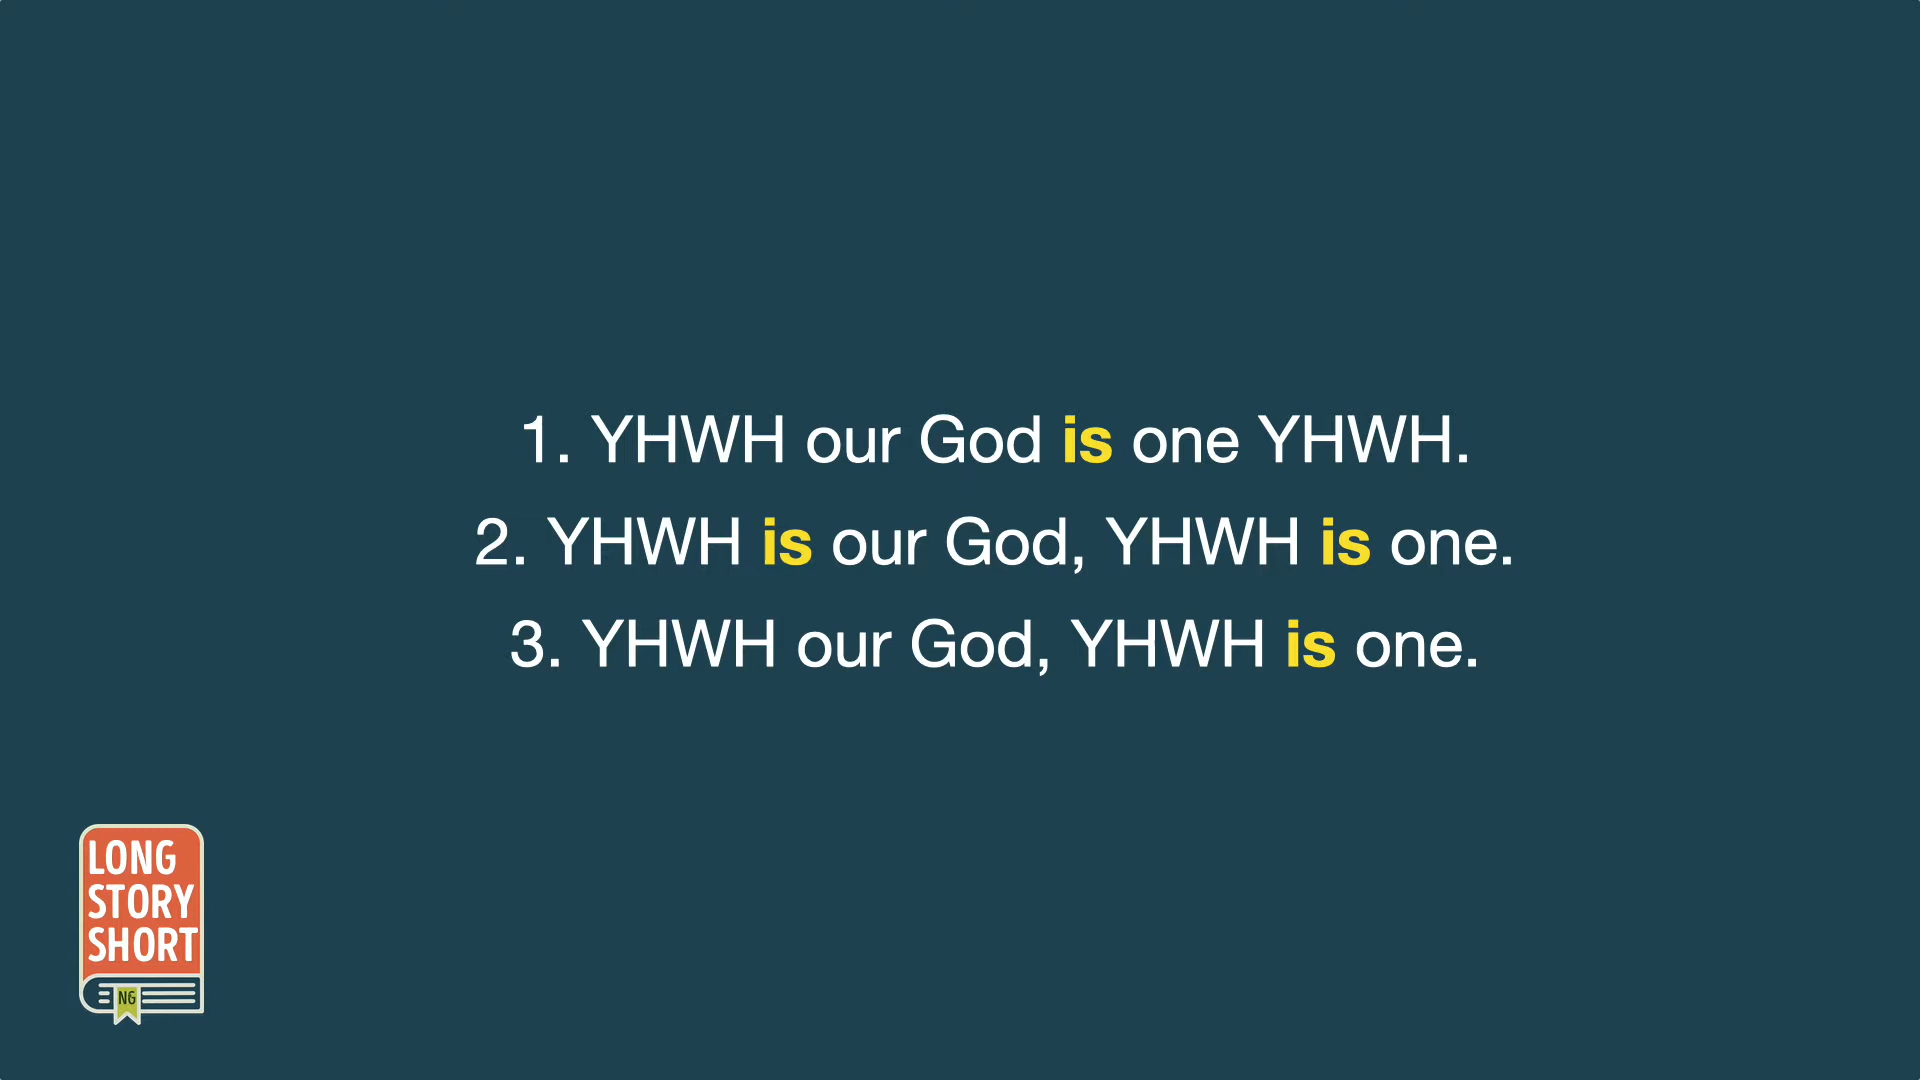 1. YHWH our God is one YHWH.
2. YHWH is our God, YHWH is one.
3. YHWH our God, YHWH is one.
LONG
STORY
SHORT
NG